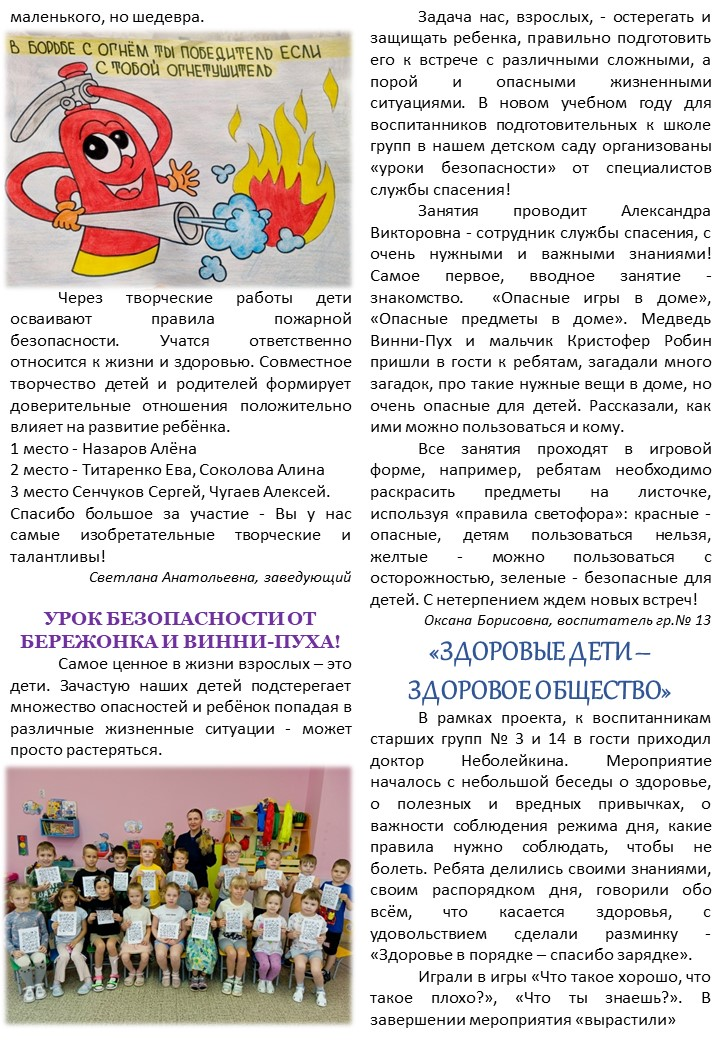 маленького, но шедевра.
В БОРЬБЕ С ОГНЁМ ТЫ ПОБЕДИТЕЛЬ ЕСЛИ
С ТОБОЙ ОГНЕТУШИТЕЛЬ
Через творческие работы дети
осваивают правила пожарной
безопасности. Учатся ответственно
относится к жизни и здоровью. Совместное
творчество детей и родителей формирует
доверительные отношения положительно
влияет на развитие ребёнка.
1 место - Назаров Алёна
2 место - Титаренко Ева, Соколова Алина
3 место Сенчуков Сергей, Чугаев Алексей.
Спасибо большое за участие - Вы у нас
самые изобретательные творческие и
талантливы!
Светлана Анатольевна, заведующий
УРОК БЕЗОПАСНОСТИ ОТ
БЕРЕЖОНКА И ВИННИ-ПУХА!
Самое ценное в жизни взрослых – это
дети. Зачастую наших детей подстерегает
множество опасностей и ребёнок попадая в
различные жизненные ситуации - может
просто растеряться.
Задача нас, взрослых, - остерегать и
защищать ребенка, правильно подготовить
его к встрече с различными сложными, а
порой и опасными жизненными
ситуациями. В новом учебном году для
воспитанников подготовительных к школе
групп в нашем детском саду организованы
«уроки безопасности» от специалистов
службы спасения!
Занятия проводит Александра
Викторовна - сотрудник службы спасения, с
очень нужными и важными знаниями!
Самое первое, вводное занятие -
знакомство. «Опасные игры в доме»,
«Опасные предметы в доме». Медведь
Винни-Пух и мальчик Кристофер Робин
пришли в гости к ребятам, загадали много
загадок, про такие нужные вещи в доме, но
очень опасные для детей. Рассказали, как
ими можно пользоваться и кому.
Все занятия проходят в игровой
форме, например, ребятам необходимо
раскрасить предметы на листочке,
используя «правила светофора»: красные -
опасные, детям пользоваться нельзя,
желтые - можно пользоваться с
осторожностью, зеленые - безопасные для
детей. С нетерпением ждем новых встреч!
Оксана Борисовна, воспитатель гр.№ 13
«ЗДОРОВЫЕ ДЕТИ –
ЗДОРОВОЕ ОБЩЕСТВО»
В рамках проекта, к воспитанникам
старших групп № 3 и 14 в гости приходил
доктор Неболейкина. Мероприятие
началось с небольшой беседы о здоровье,
о полезных и вредных привычках, о
важности соблюдения режима дня, какие
правила нужно соблюдать, чтобы не
болеть. Ребята делились своими знаниями,
своим распорядком дня, говорили обо
всём, что касается здоровья, с
удовольствием сделали разминку -
«Здоровье в порядке – спасибо зарядке».
Играли в игры «Что такое хорошо, что
такое плохо?», «Что ты знаешь?». В
завершении мероприятия «вырастили»